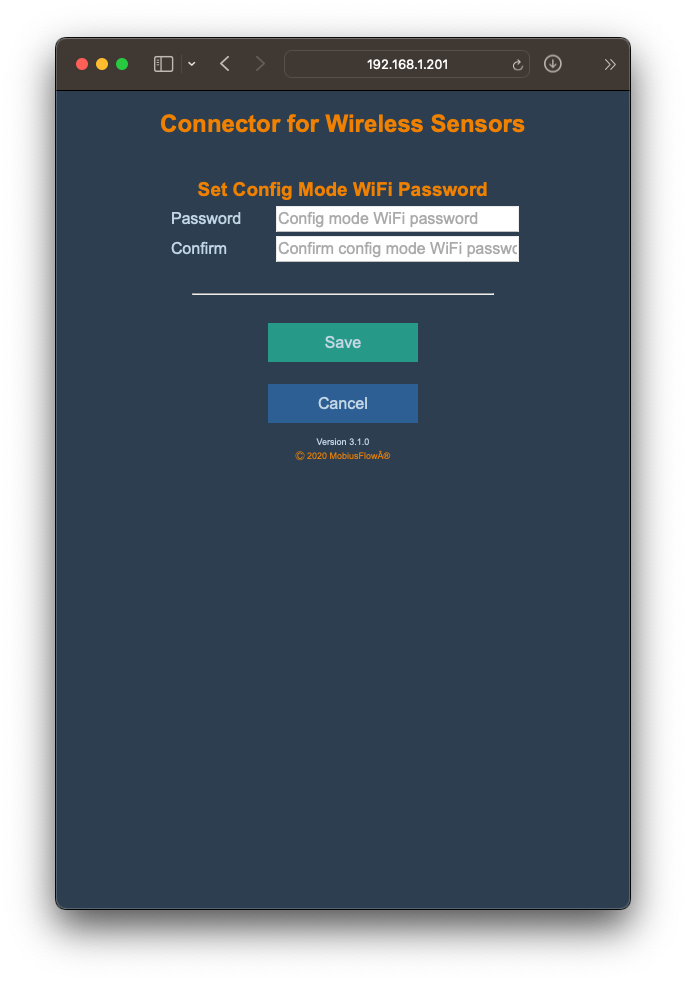 192.168.1.201
Connector for Wireless Sensors
Set Config Mode WiFi Password
Password Config mode WiFi password
Confirm Confirm config mode WiFi passwo
Save
Cancel
Version 3.1.0
© 2020 MobiusFlowÂ®